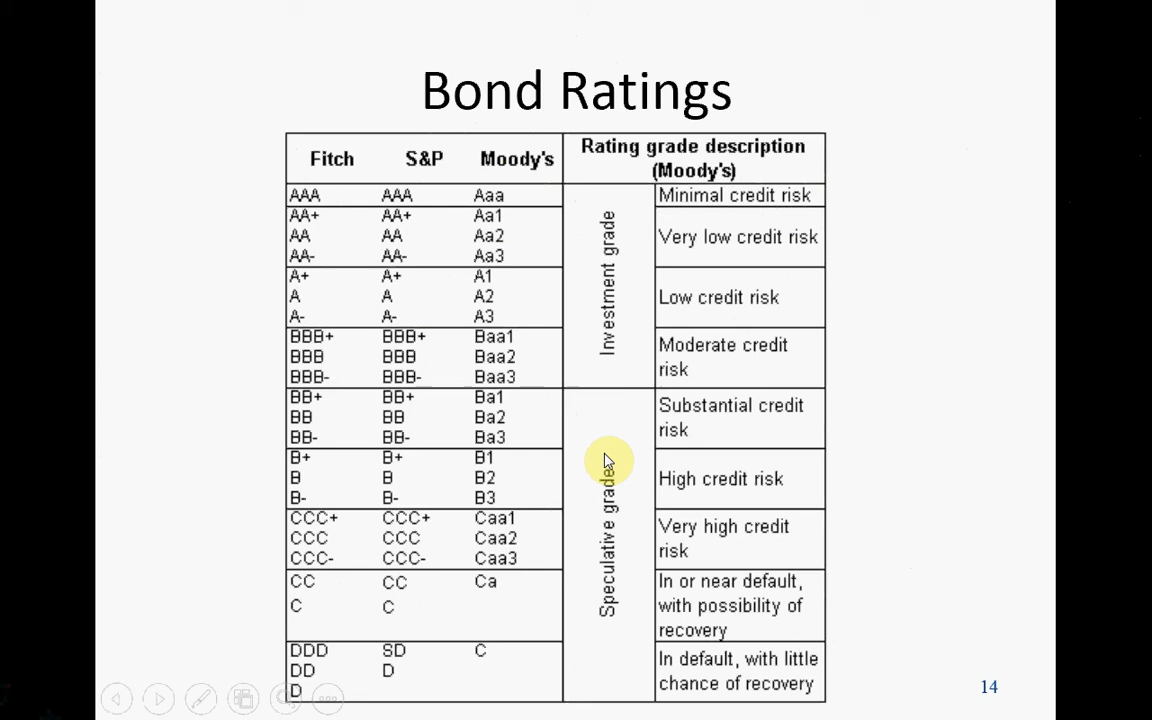 Bond Ratings
Fitch S&P Moody's Rating grade description (Moody's)
AAA AAA Aaa Minimal credit risk
AA+ AA+ Aa1
AA AA Aa2 Very low credit risk
AA- AA- Aa3
A+ A+ A1
A A A2 Low credit risk
A- A- A3
Investment grade
BBB+ BBB+ Baa1 Moderate credit
BBB BBB Baa2 risk
BBB- BBB- Baa3
BB+ BB+ Ba1 Substantial credit
BB BB Ba2 risk
BB- BB- Ba3
B+ B+ B1
B B B2 High credit risk
B- B- B3
Speculative grade
CCC+ CCC+ Caa1 Very high credit
CCC CCC Caa2 risk
CCC- CCC- Caa3
CC CC Ca In or near default,
C C with possibility of
recovery
DDD SD C In default, with little
DD D chance of recovery
D
14